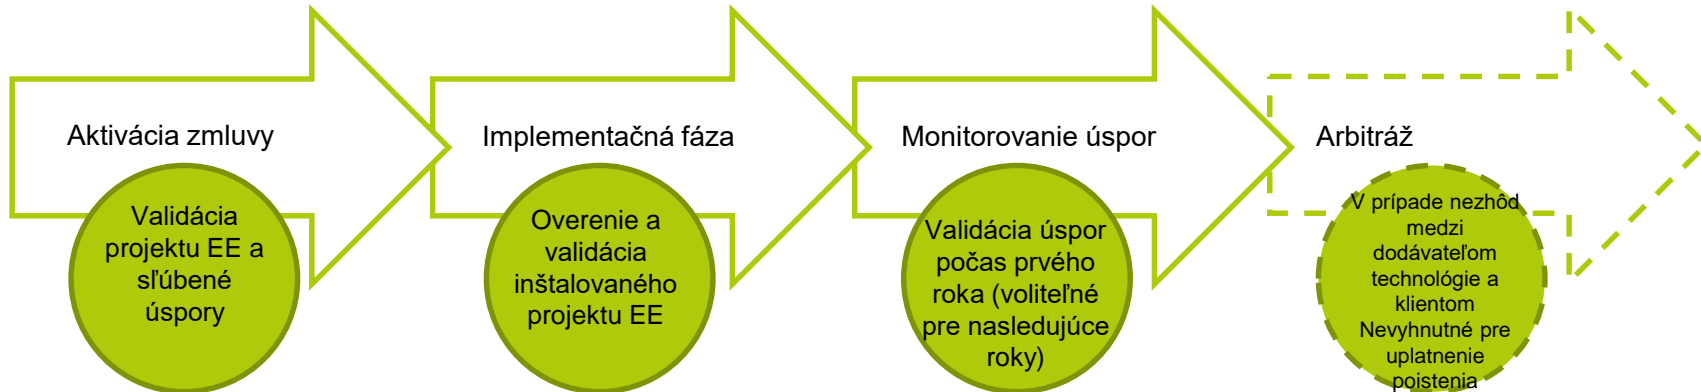 Aktivácia zmluvy
Validácia
projektu EE a
sľúbené
úspory
Implementačná fáza
Overenie a
validácia
inštalovaného
projektu EE
Monitorovanie úspor
Validácia úspor
počas prvého
roka (voliteľné
pre nasledujúce
roky)
Arbitráž
V prípade nezhôd
medzi
dodávateľom
technológie a
klientom
Nevyhnutné pre
uplatnenie
poistenia